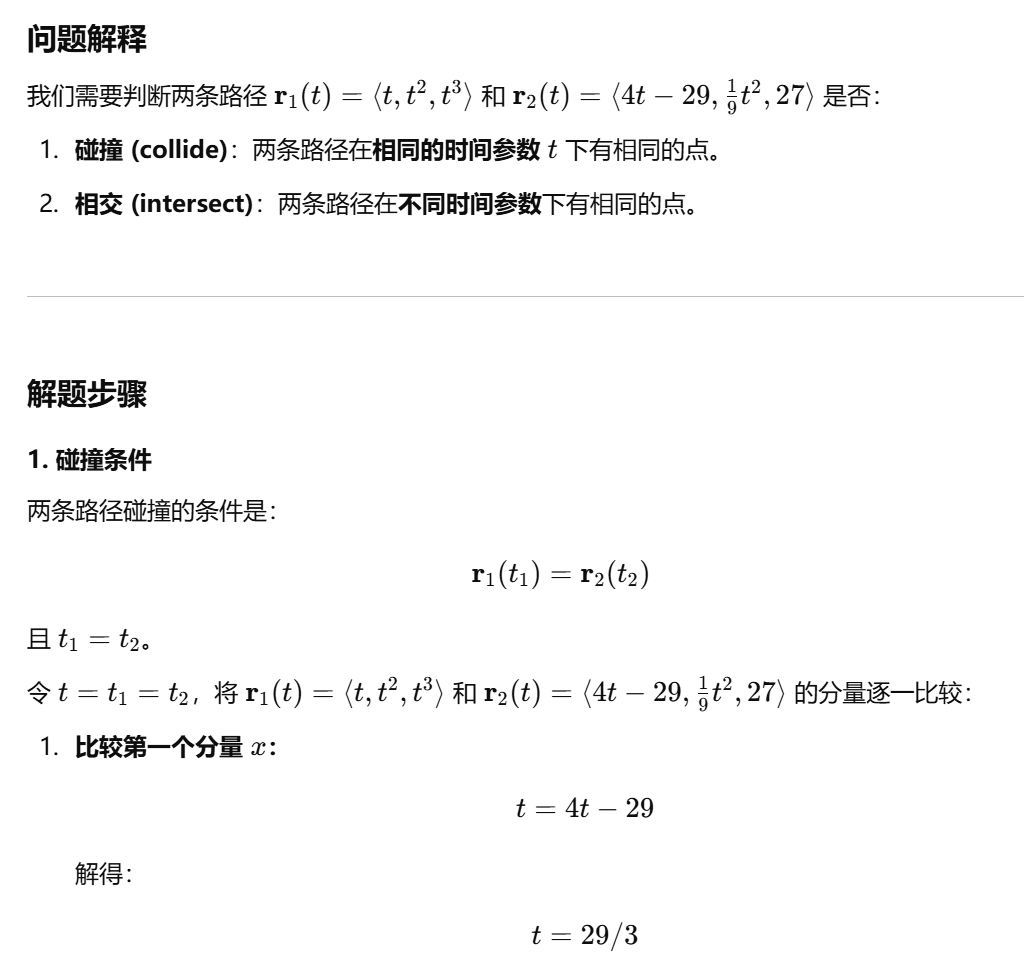 问题解释
我们需要判断两条路径 $\mathbf{r}_1(t) = \langle t, t^2, t^3 \rangle$ 和 $\mathbf{r}_2(t) = \langle 4t - 29, \frac{1}{9}t^2, 27 \rangle$ 是否：
1. 碰撞 (collide)：两条路径在相同的时间参数 $t$ 下有相同的点。
2. 相交 (intersect)：两条路径在不同时间参数下有相同的点。
解题步骤
1. 碰撞条件
两条路径碰撞的条件是：
$\mathbf{r}_1(t_1) = \mathbf{r}_2(t_2)$
且 $t_1 = t_2$。
令 $t = t_1 = t_2$，将 $\mathbf{r}_1(t) = \langle t, t^2, t^3 \rangle$ 和 $\mathbf{r}_2(t) = \langle 4t - 29, \frac{1}{9}t^2, 27 \rangle$ 的分量逐一比较：
1. 比较第一个分量 $x$：
$t = 4t - 29$
解得：
$t = 29/3$